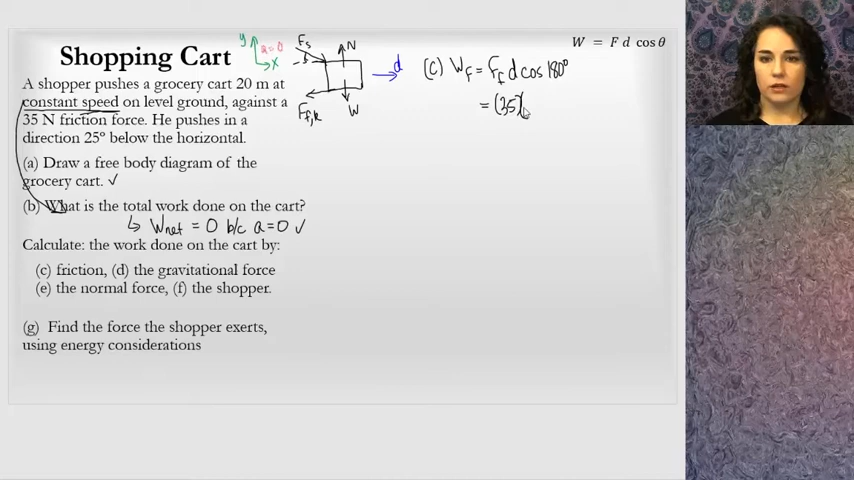 W = F d cos θ
Shopping Cart
y
a=0
x
Fs
N
d
Ff,k
W
A shopper pushes a grocery cart 20 m at
constant speed on level ground, against a
35 N friction force. He pushes in a
direction 25º below the horizontal.
(a) Draw a free body diagram of the
grocery cart. ✓
(b) What is the total work done on the cart?
↳ Wnet = 0 b/c a=0 ✓
Calculate: the work done on the cart by:
(c) friction, (d) the gravitational force
(e) the normal force, (f) the shopper.
(g) Find the force the shopper exerts,
using energy considerations
(c) WF = Ff d cos 180°
= (35)(